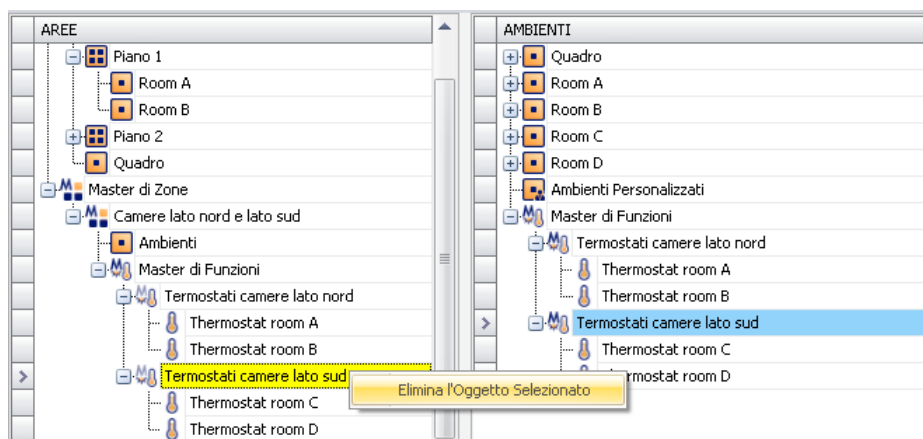 AREE
Piano 1
Room A
Room B
Piano 2
Quadro
Master di Zone
Camere lato nord e lato sud
Ambienti
Master di Funzioni
Termostati camere lato nord
Thermostat room A
Thermostat room B
Termostati camere lato sud
Thermostat room C
Thermostat room D
Elimina l'Oggetto Selezionato
AMBIENTI
Quadro
Room A
Room B
Room C
Room D
Ambienti Personalizzati
Master di Funzioni
Termostati camere lato nord
Thermostat room A
Thermostat room B
Termostati camere lato sud
Thermostat room C
rmostat room D